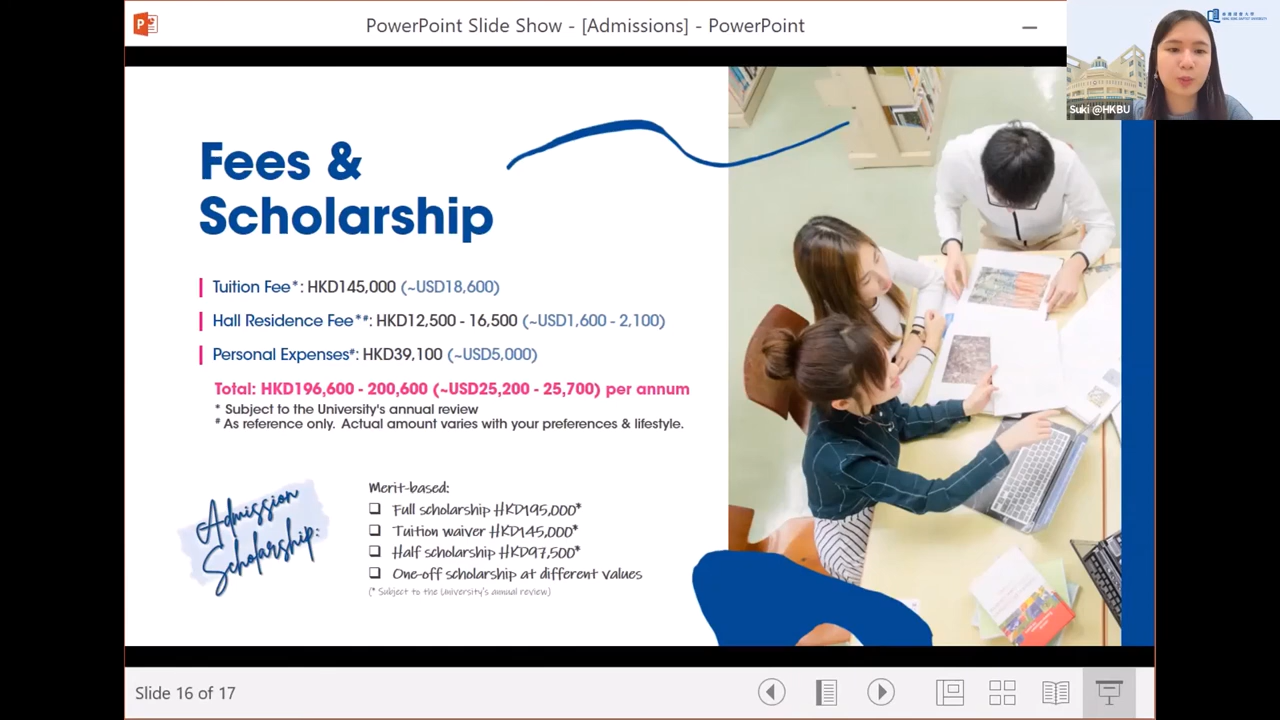 PowerPoint Slide Show - [Admissions] - PowerPoint
Suki @HKBU
Fees &
Scholarship
Tuition Fee*: HKD145,000 (~USD18,600)
Hall Residence Fee*#: HKD12,500 - 16,500 (~USD1,600 - 2,100)
Personal Expenses#: HKD39,100 (~USD5,000)
Total: HKD196,600 - 200,600 (~USD25,200 - 25,700) per annum
* Subject to the University's annual review
# As reference only. Actual amount varies with your preferences & lifestyle.
Admission
Scholarship:
Merit-based:
❑ Full scholarship HKD195,000*
❑ Tuition waiver HKD145,000*
❑ Half scholarship HKD97,500*
❑ One-off scholarship at different values
(* Subject to the University's annual review)
Slide 16 of 17